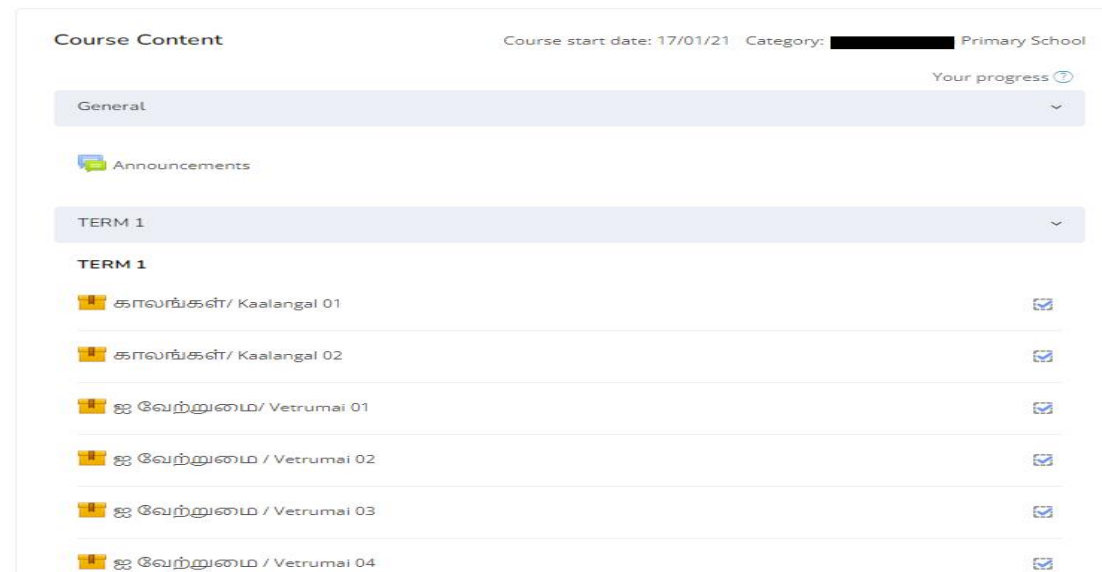 Course Content Course start date: 17/01/21 Category: Primary School
Your progress
General
Announcements
TERM 1
TERM 1
காலங்கள்/ Kaalangal 01
காலங்கள்/ Kaalangal 02
ஐ வேற்றுமை/ Vetrumai 01
ஐ வேற்றுமை / Vetrumai 02
ஐ வேற்றுமை / Vetrumai 03
ஐ வேற்றுமை / Vetrumai 04